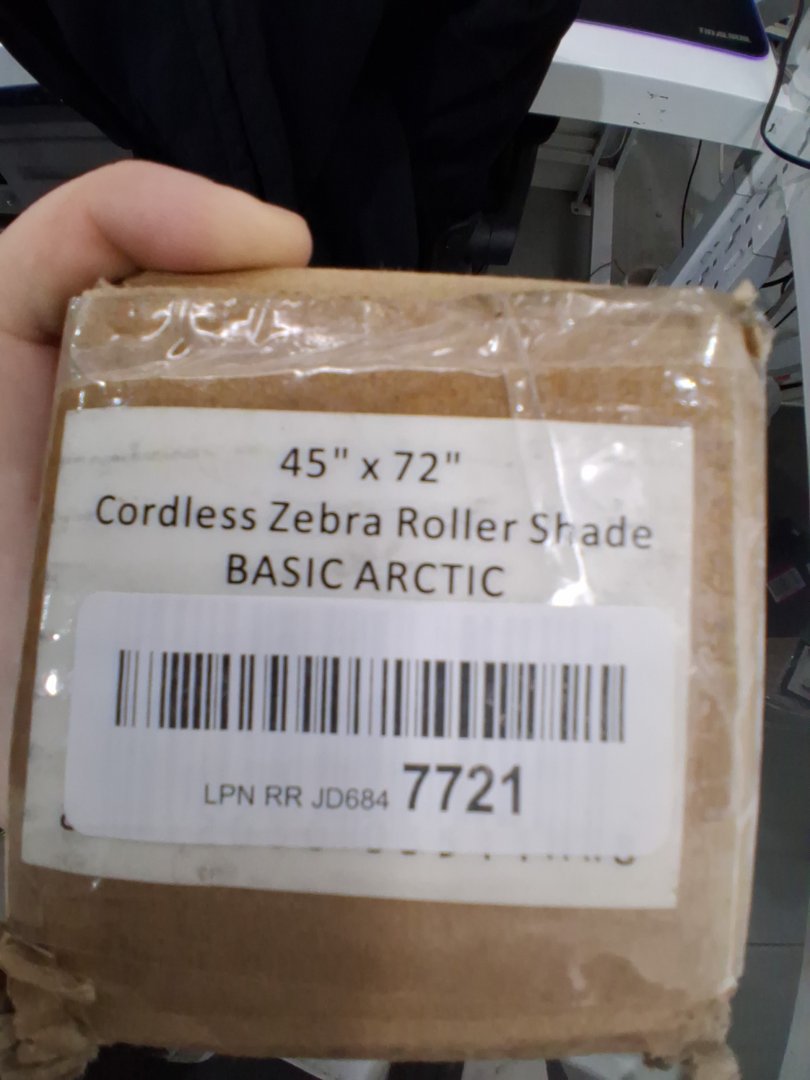 45" x 72"
Cordless Zebra Roller Shade
BASIC ARCTIC
LPN RR JD684 7721